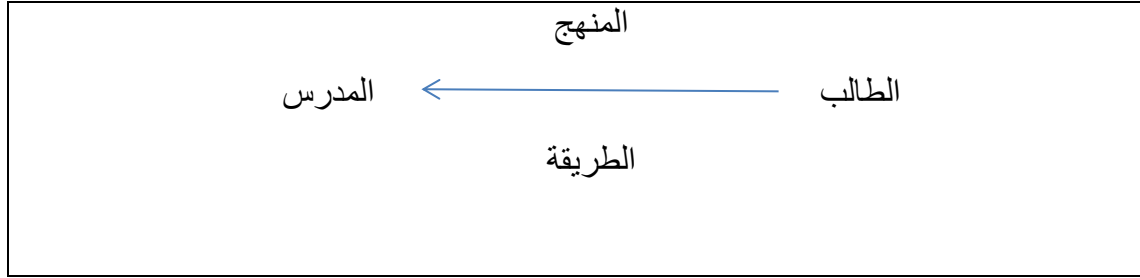 المنهج
الطالب المدرس
الطريقة